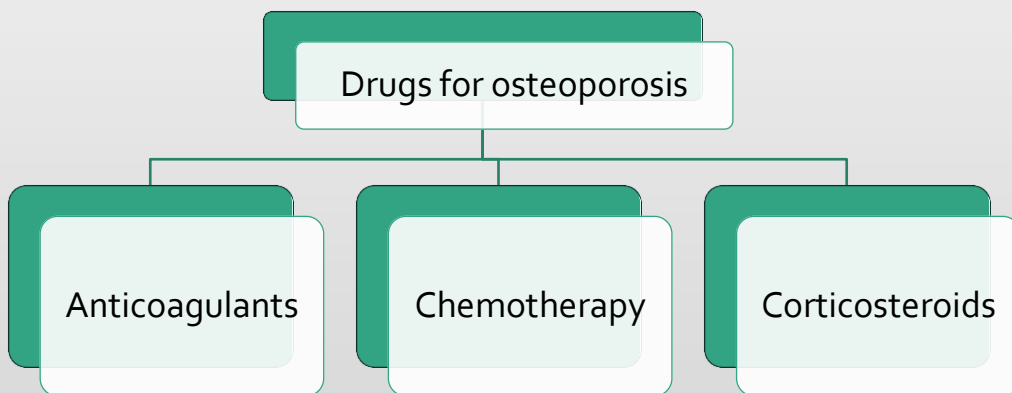 Drugs for osteoporosis
Anticoagulants
Chemotherapy
Corticosteroids